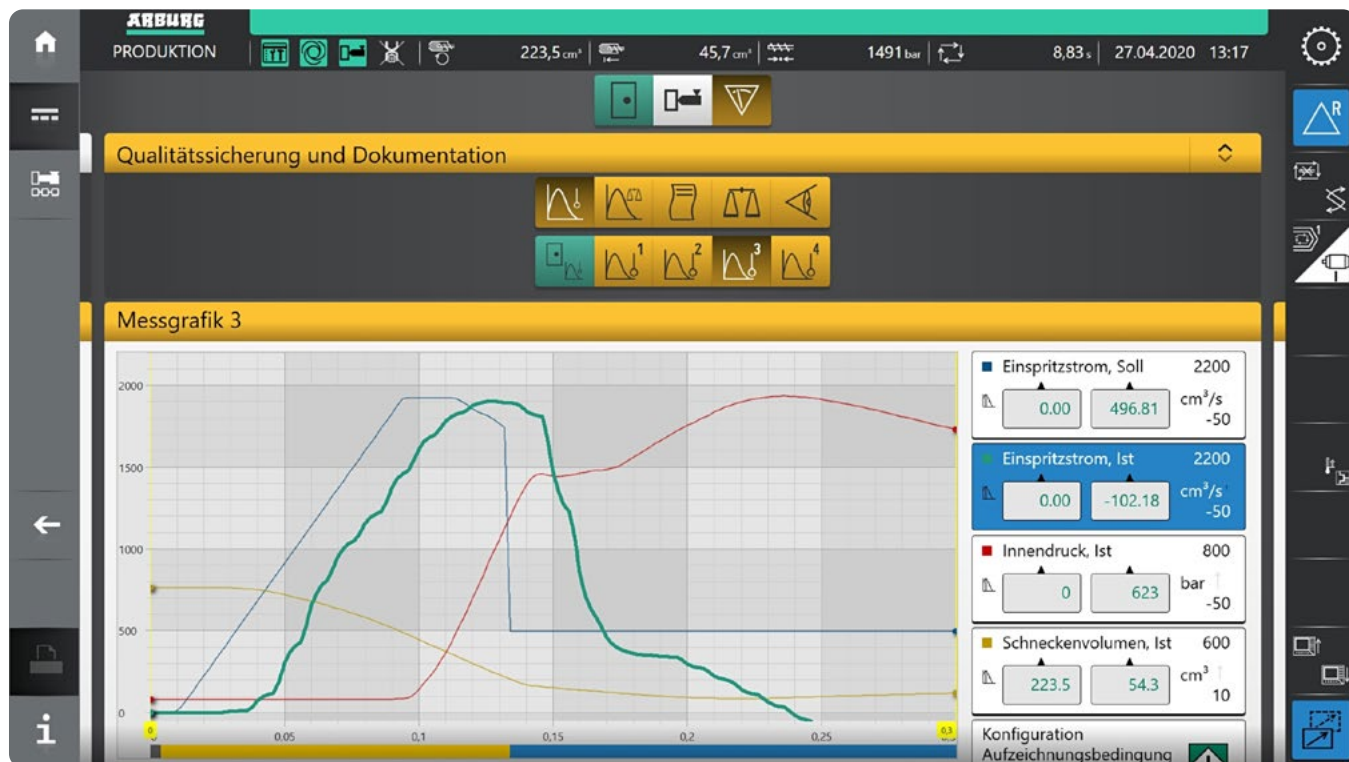 ARBURG
PRODUKTION
223,5 cm³
45,7 cm³
1491 bar
8,83 s
27.04.2020 13:17
R
Qualitätssicherung und Dokumentation
1
2
3
4
1
Messgrafik 3
2000
1500
1000
500
0
0
0,05
0,1
0,15
0,2
0,25
0,3
Einspritzstrom, Soll 2200
0.00 496.81 cm³/s
-50
Einspritzstrom, Ist 2200
0.00 -102.18 cm³/s
-50
Innendruck, Ist 800
0 623 bar
-50
Schneckenvolumen, Ist 600
223.5 54.3 cm³
10
Konfiguration
Aufzeichnungsbedingung
i